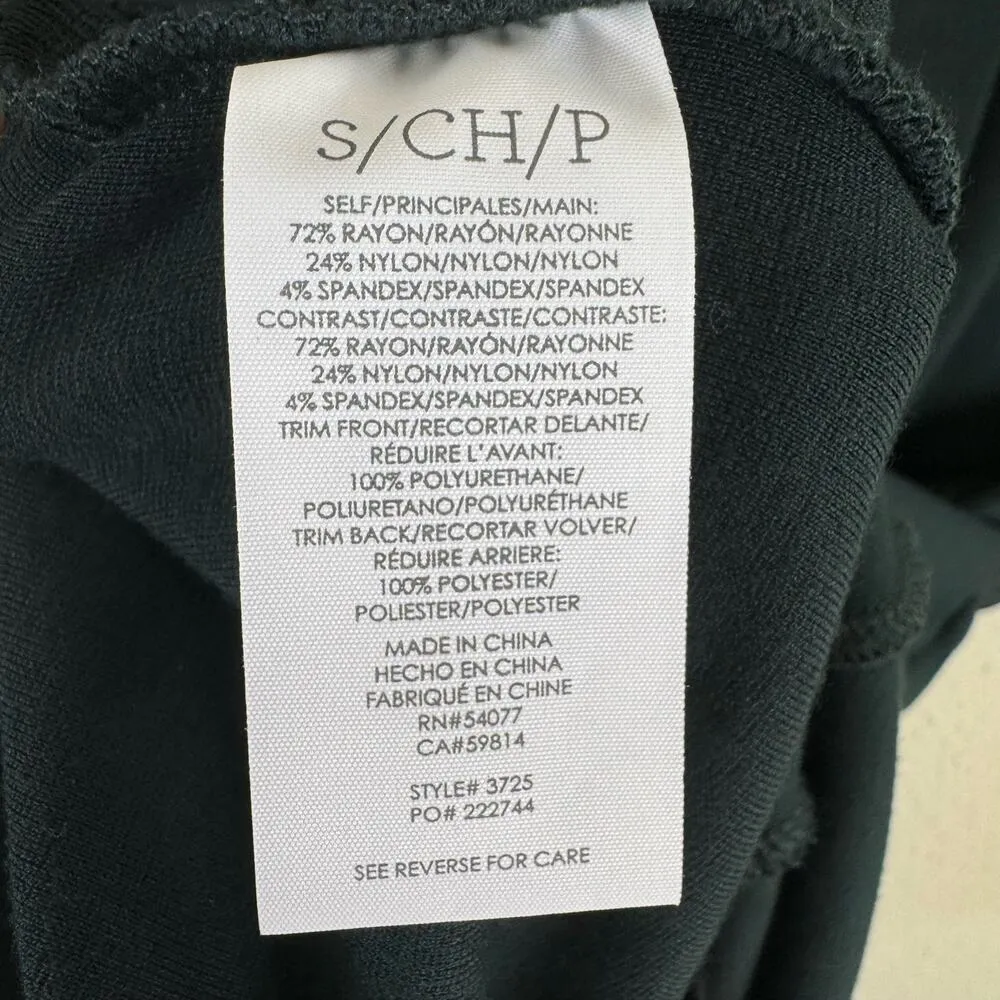 S/CH/P
SELF/PRINCIPALES/MAIN:
72% RAYON/RAYÓN/RAYONNE
24% NYLON/NYLON/NYLON
4% SPANDEX/SPANDEX/SPANDEX
CONTRAST/CONTRASTE/CONTRASTE:
72% RAYON/RAYÓN/RAYONNE
24% NYLON/NYLON/NYLON
4% SPANDEX/SPANDEX/SPANDEX
TRIM FRONT/RECORTAR DELANTE/
RÉDUIRE L'AVANT:
100% POLYURETHANE/
POLIURETANO/POLYURÉTHANE
TRIM BACK/RECORTAR VOLVER/
RÉDUIRE ARRIERE:
100% POLYESTER/
POLIESTER/POLYESTER
MADE IN CHINA
HECHO EN CHINA
FABRIQUÉ EN CHINE
RN#54077
CA#59814
STYLE# 3725
PO# 222744
SEE REVERSE FOR CARE